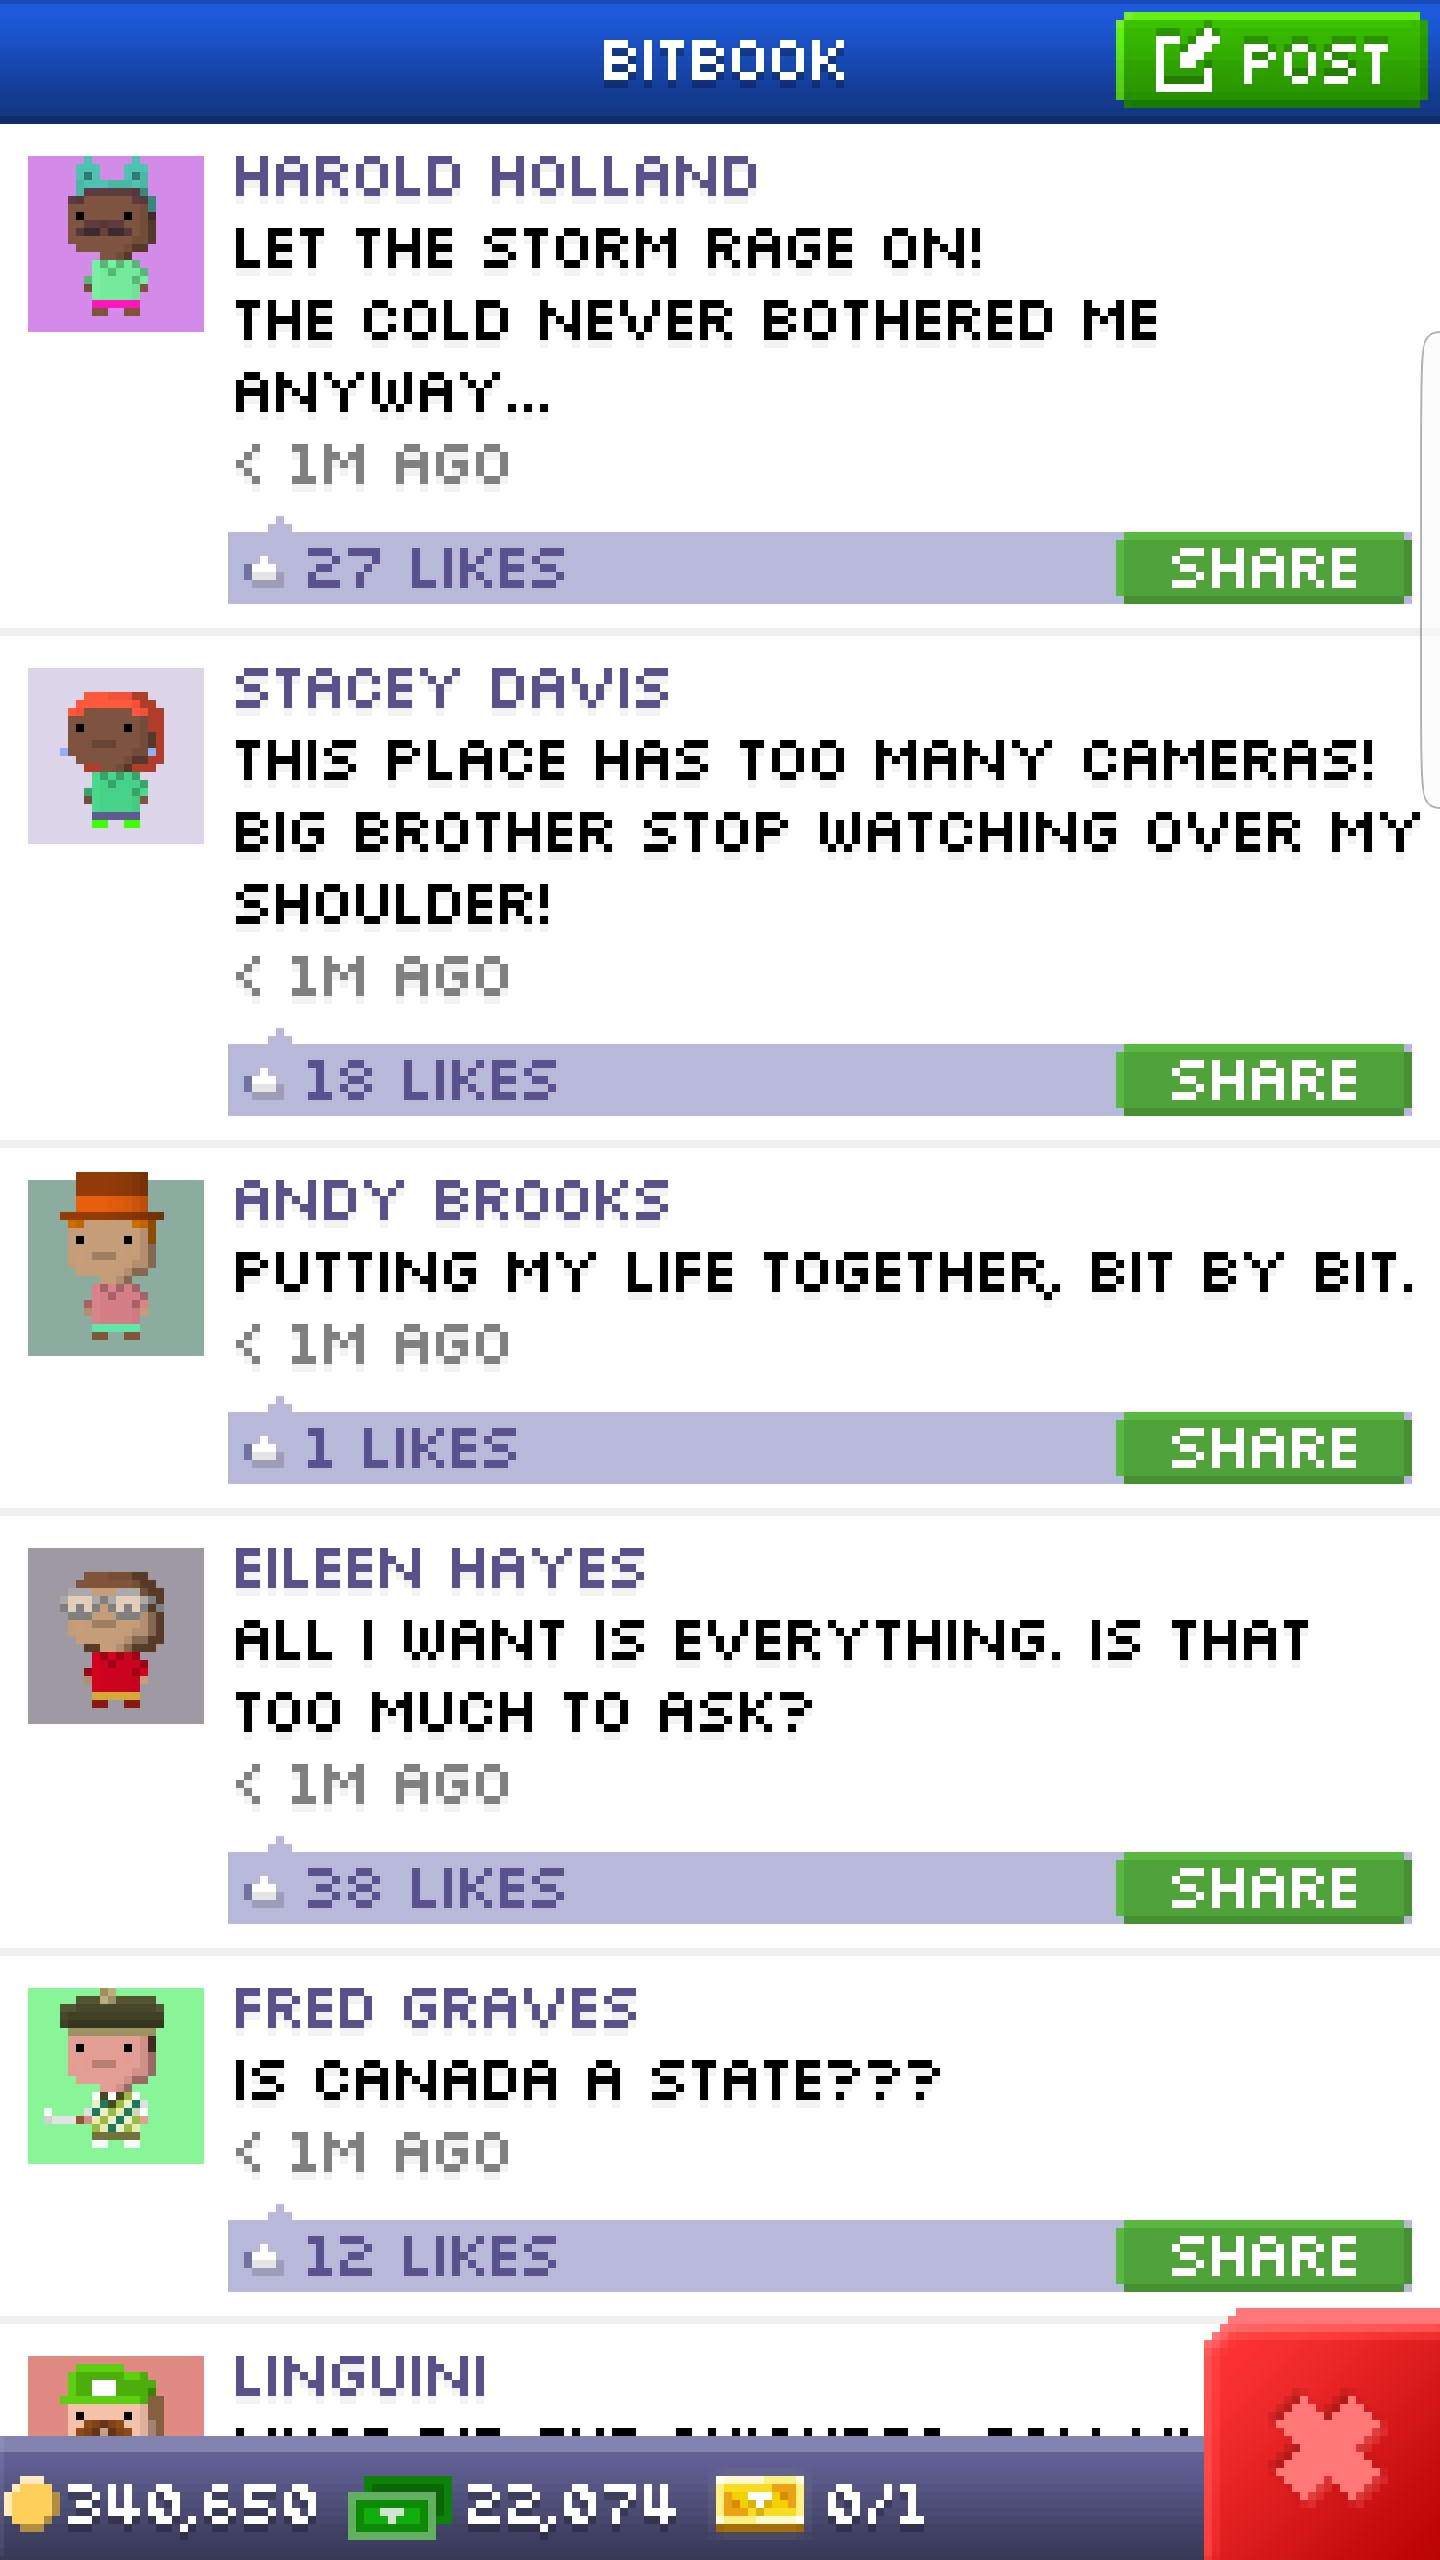 BITBOOK
POST
HAROLD HOLLAND
LET THE STORM RAGE ON!
THE COLD NEVER BOTHERED ME
ANYWAY...
< 1M AGO
27 LIKES
SHARE
STACEY DAVIS
THIS PLACE HAS TOO MANY CAMERAS!
BIG BROTHER STOP WATCHING OVER MY
SHOULDER!
< 1M AGO
18 LIKES
SHARE
ANDY BROOKS
PUTTING MY LIFE TOGETHER, BIT BY BIT.
< 1M AGO
1 LIKES
SHARE
EILEEN HAYES
ALL I WANT IS EVERYTHING. IS THAT
TOO MUCH TO ASK?
< 1M AGO
38 LIKES
SHARE
FRED GRAVES
IS CANADA A STATE???
< 1M AGO
12 LIKES
SHARE
LINGUINI
340,650 22,074 0/1